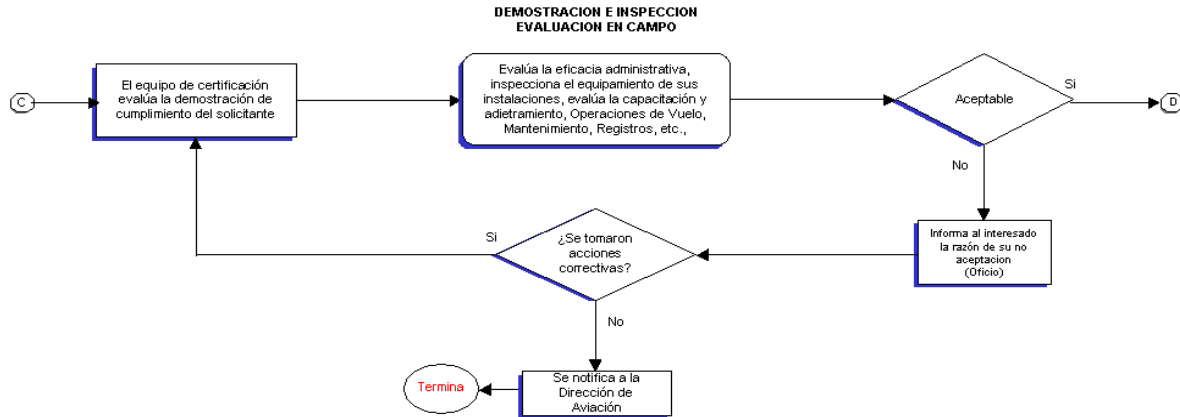 DEMOSTRACION E INSPECCION
EVALUACION EN CAMPO
C
El equipo de certificación
evalúa la demostración de
cumplimiento del solicitante
Evalúa la eficacia administrativa,
inspecciona el equipamiento de sus
instalaciones, evalúa la capacitación y
adietramiento, Operaciones de Vuelo,
Mantenimiento, Registros, etc.,
Aceptable
Si
D
No
Informa al interesado
la razón de su no
aceptacion
(Oficio)
¿Se tomaron
acciones
correctivas?
Si
No
Se notifica a la
Dirección de
Aviación
Termina